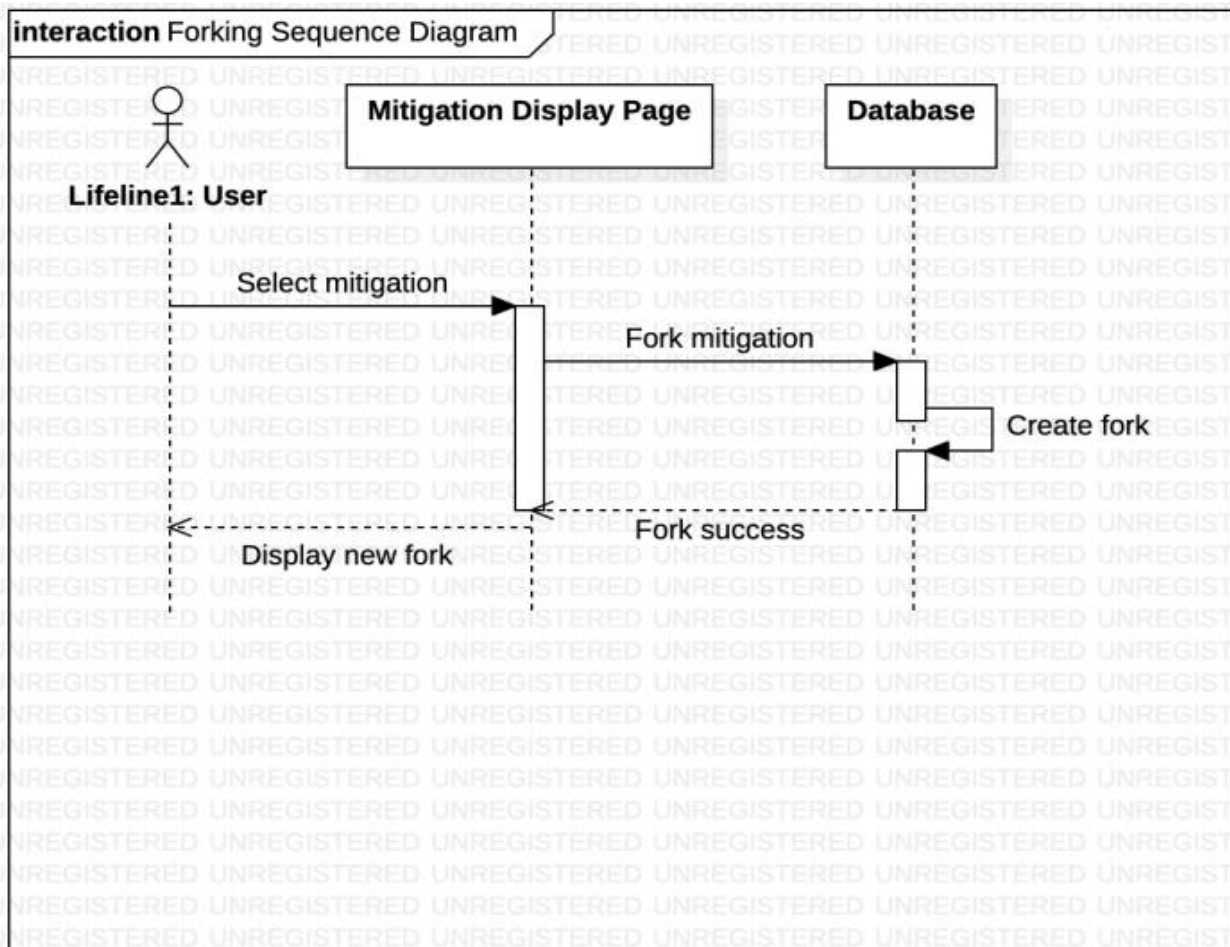 interaction Forking Sequence Diagram
Mitigation Display Page
Database
Lifeline1: User
Select mitigation
Fork mitigation
Create fork
Fork success
Display new fork
UNREGISTERED